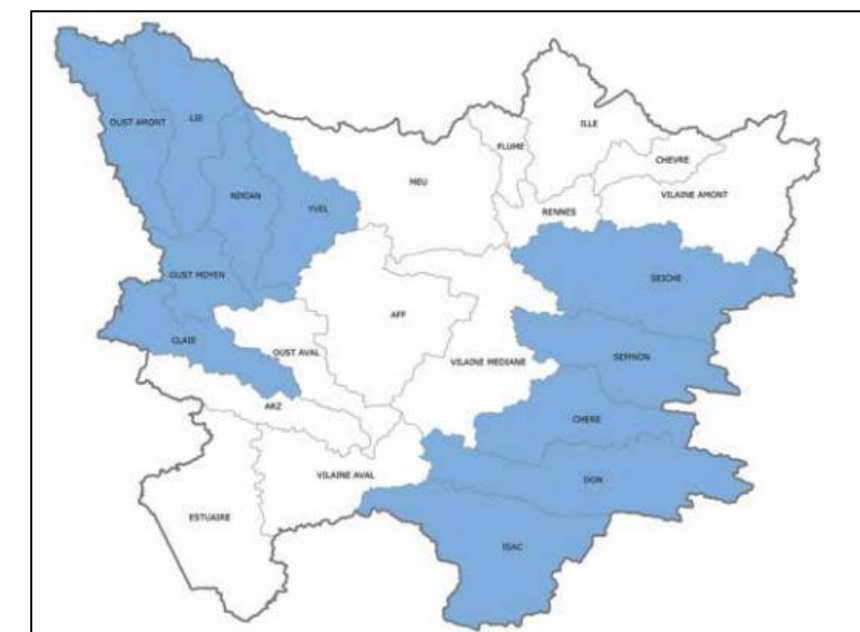 OUST AMONT
LIE
NINIAN
YVEL
OUST MOYEN
CLAIE
MEU
FLUME
ILLE
CHEVRE
VILAINE AMONT
RENNES
SEICHE
AFF
OUST AVAL
VILAINE MEDIANE
SEMNON
ARZ
CHERE
VILAINE AVAL
DON
ESTUAIRE
ISAC